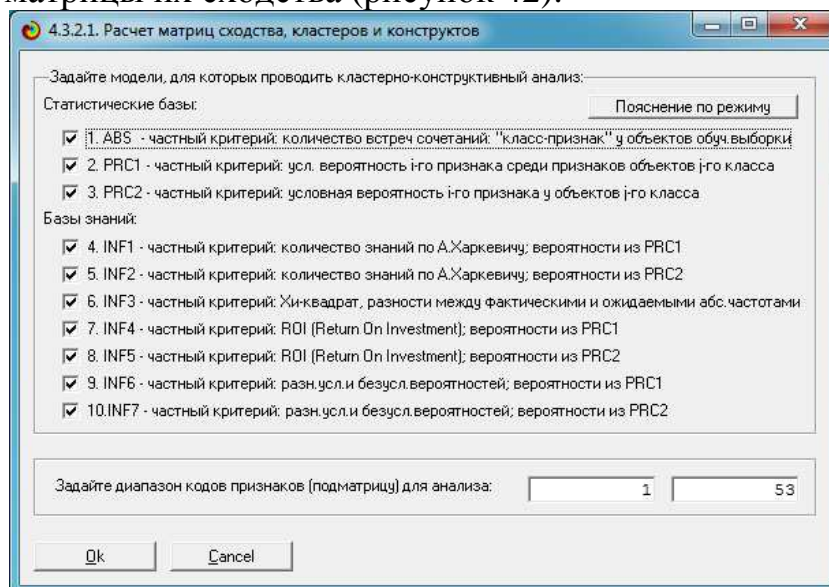 матрицы их сходства (рисунок 42).
4.3.2.1. Расчет матриц сходства, кластеров и конструктов
Задайте модели, для которых проводить кластерно-конструктивный анализ:
Статистические базы:
Пояснение по режиму
1. ABS - частный критерий: количество встреч сочетаний: "класс-признак" у объектов обуч.выборки
2. PRC1 - частный критерий: усл. вероятность i-го признака среди признаков объектов j-го класса
3. PRC2 - частный критерий: условная вероятность i-го признака у объектов j-го класса
Базы знаний:
4. INF1 - частный критерий: количество знаний по А.Харкевичу; вероятности из PRC1
5. INF2 - частный критерий: количество знаний по А.Харкевичу; вероятности из PRC2
6. INF3 - частный критерий: Хи-квадрат, разности между фактическими и ожидаемыми абс.частотами
7. INF4 - частный критерий: ROI (Return On Investment); вероятности из PRC1
8. INF5 - частный критерий: ROI (Return On Investment); вероятности из PRC2
9. INF6 - частный критерий: разн.усл.и безусл.вероятностей; вероятности из PRC1
10.INF7 - частный критерий: разн.усл.и безусл.вероятностей; вероятности из PRC2
Задайте диапазон кодов признаков (подматрицу) для анализа: 1 53
Ok Cancel